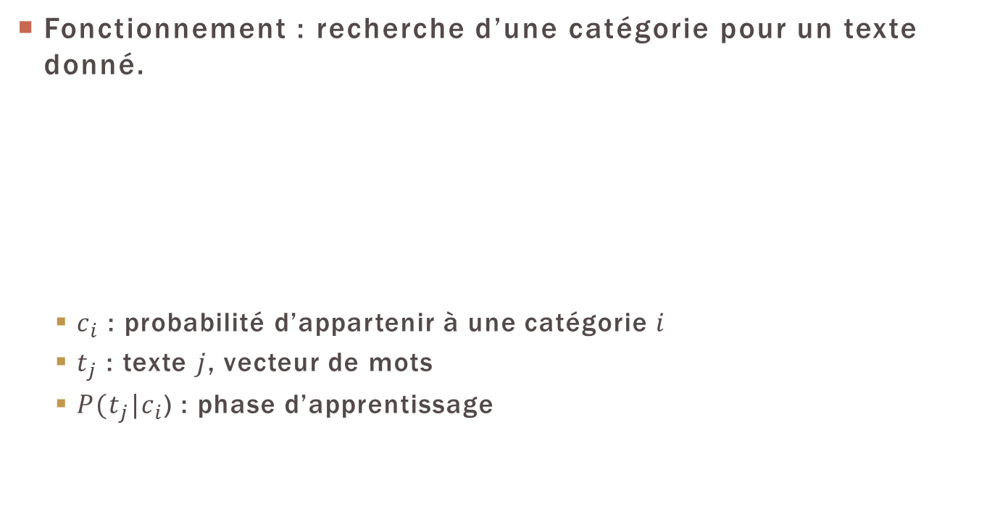 Fonctionnement : recherche d’une catégorie pour un texte
donné.
c_i : probabilité d’appartenir à une catégorie i
t_j : texte j, vecteur de mots
P(t_j|c_i) : phase d’apprentissage